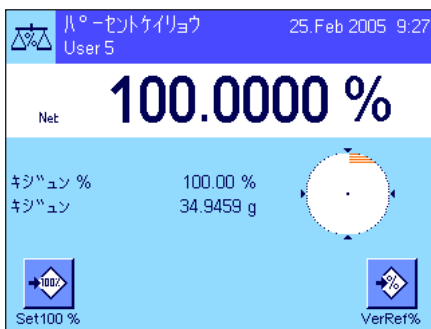 ﾊﾟｰｾﾝﾄｹｲﾘｮｳ 25.Feb 2005 9:27
User 5
Net 100.0000 %
ｷｼﾞｭﾝ % 100.00 %
ｷｼﾞｭﾝ 34.9459 g
100%
%
Set100 % VerRef%